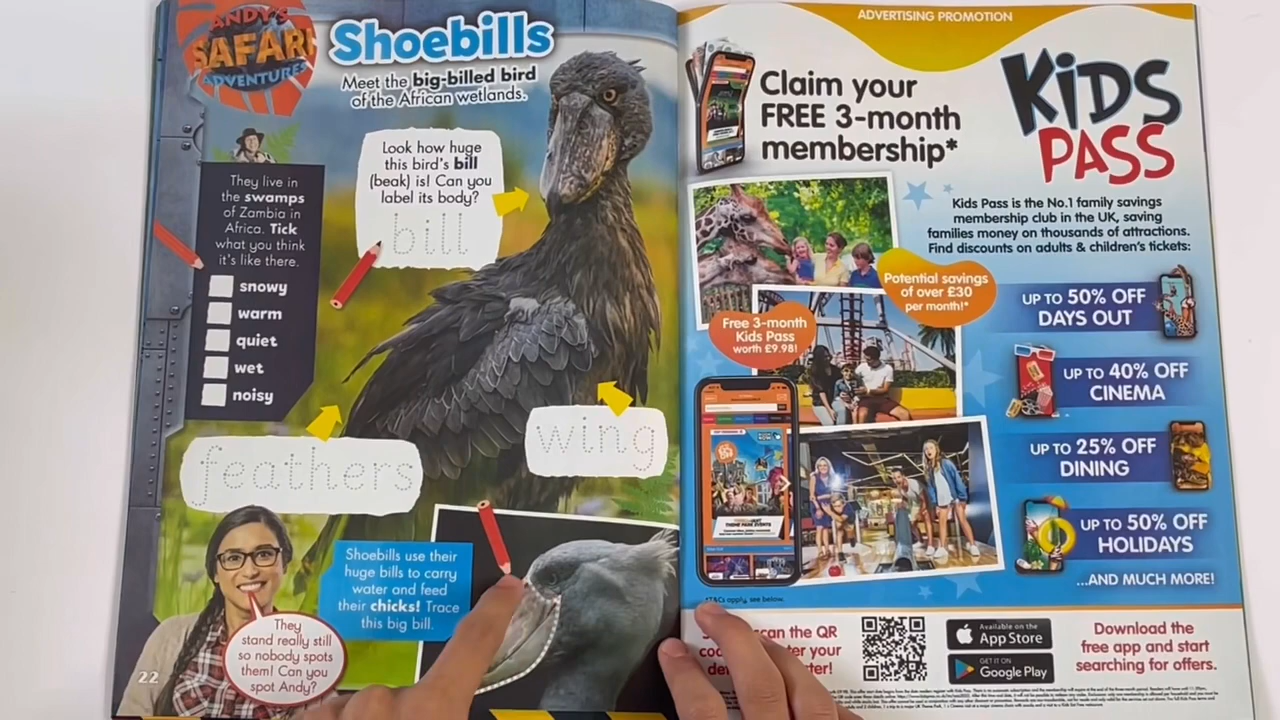 ANDY'S
SAFARI
ADVENTURES
Shoebills
Meet the big-billed bird
of the African wetlands.
They live in
the swamps
of Zambia in
Africa. Tick
what you think
it's like there.
snowy
warm
quiet
wet
noisy
Look how huge
this bird's bill
(beak) is! Can you
label its body?
bill
feathers
wing
Shoebills use their
huge bills to carry
water and feed
their chicks! Trace
this big bill.
They
stand really still
so nobody spots
them! Can you
spot Andy?
22
ADVERTISING PROMOTION
Claim your
FREE 3-month
membership*
KiDS
PASS
Kids Pass is the No.1 family savings
membership club in the UK, saving
families money on thousands of attractions.
Find discounts on adults & children's tickets:
Potential savings
of over £30
per month!*
Free 3-month
Kids Pass
worth £9.98!
UP TO 50% OFF
DAYS OUT
UP TO 40% OFF
CINEMA
UP TO 25% OFF
DINING
UP TO 50% OFF
HOLIDAYS
...AND MUCH MORE!
*T&Cs apply, see below.
scan the QR
Available on the
App Store
GET IT ON
Google Play
Download the
free app and start
searching for offers.